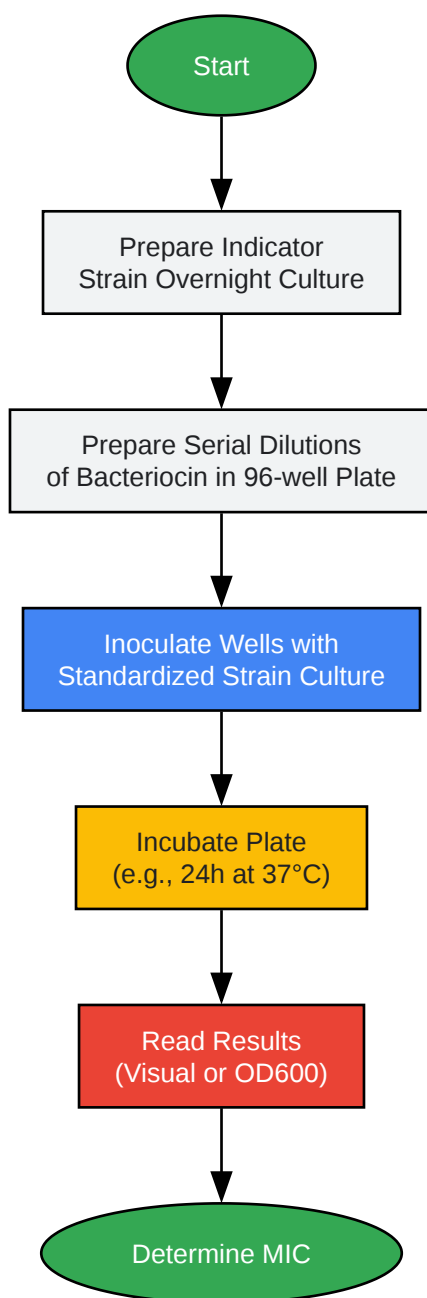 Start
Prepare Indicator
Strain Overnight Culture
Prepare Serial Dilutions
of Bacteriocin in 96-well Plate
Inoculate Wells with
Standardized Strain Culture
Incubate Plate
(e.g., 24h at 37°C)
Read Results
(Visual or OD600)
Determine MIC